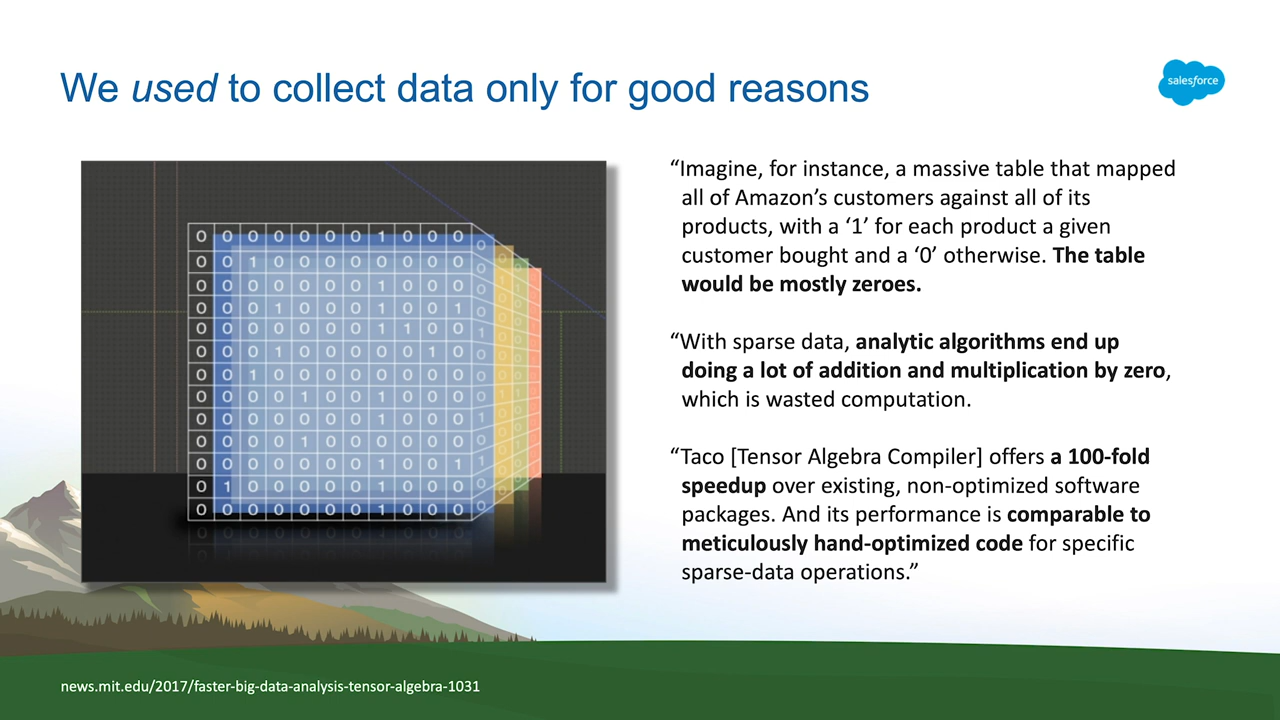 We used to collect data only for good reasons
salesforce
0 0 0 0 0 0 0 1 0 0 0
0 0 1 0 0 0 0 0 0 0 0
0 0 0 0 0 0 0 1 0 0 0
0 0 0 1 0 0 0 1 0 0 1
0 0 0 0 0 0 0 1 1 0 0
0 0 0 1 0 0 0 0 0 1 0
0 0 1 0 0 0 0 0 0 0 0
0 0 0 0 1 0 0 1 0 0 0
0 0 0 0 0 0 0 1 0 0 0
0 0 0 0 1 0 0 0 0 0 0
0 0 0 0 0 0 0 1 0 0 1
0 1 0 0 0 0 0 0 0 0 0
0 0 0 0 0 0 0 1 0 0 0
“Imagine, for instance, a massive table that mapped
all of Amazon’s customers against all of its
products, with a ‘1’ for each product a given
customer bought and a ‘0’ otherwise. The table
would be mostly zeroes.
“With sparse data, analytic algorithms end up
doing a lot of addition and multiplication by zero,
which is wasted computation.
“Taco [Tensor Algebra Compiler] offers a 100-fold
speedup over existing, non-optimized software
packages. And its performance is comparable to
meticulously hand-optimized code for specific
sparse-data operations.”
news.mit.edu/2017/faster-big-data-analysis-tensor-algebra-1031